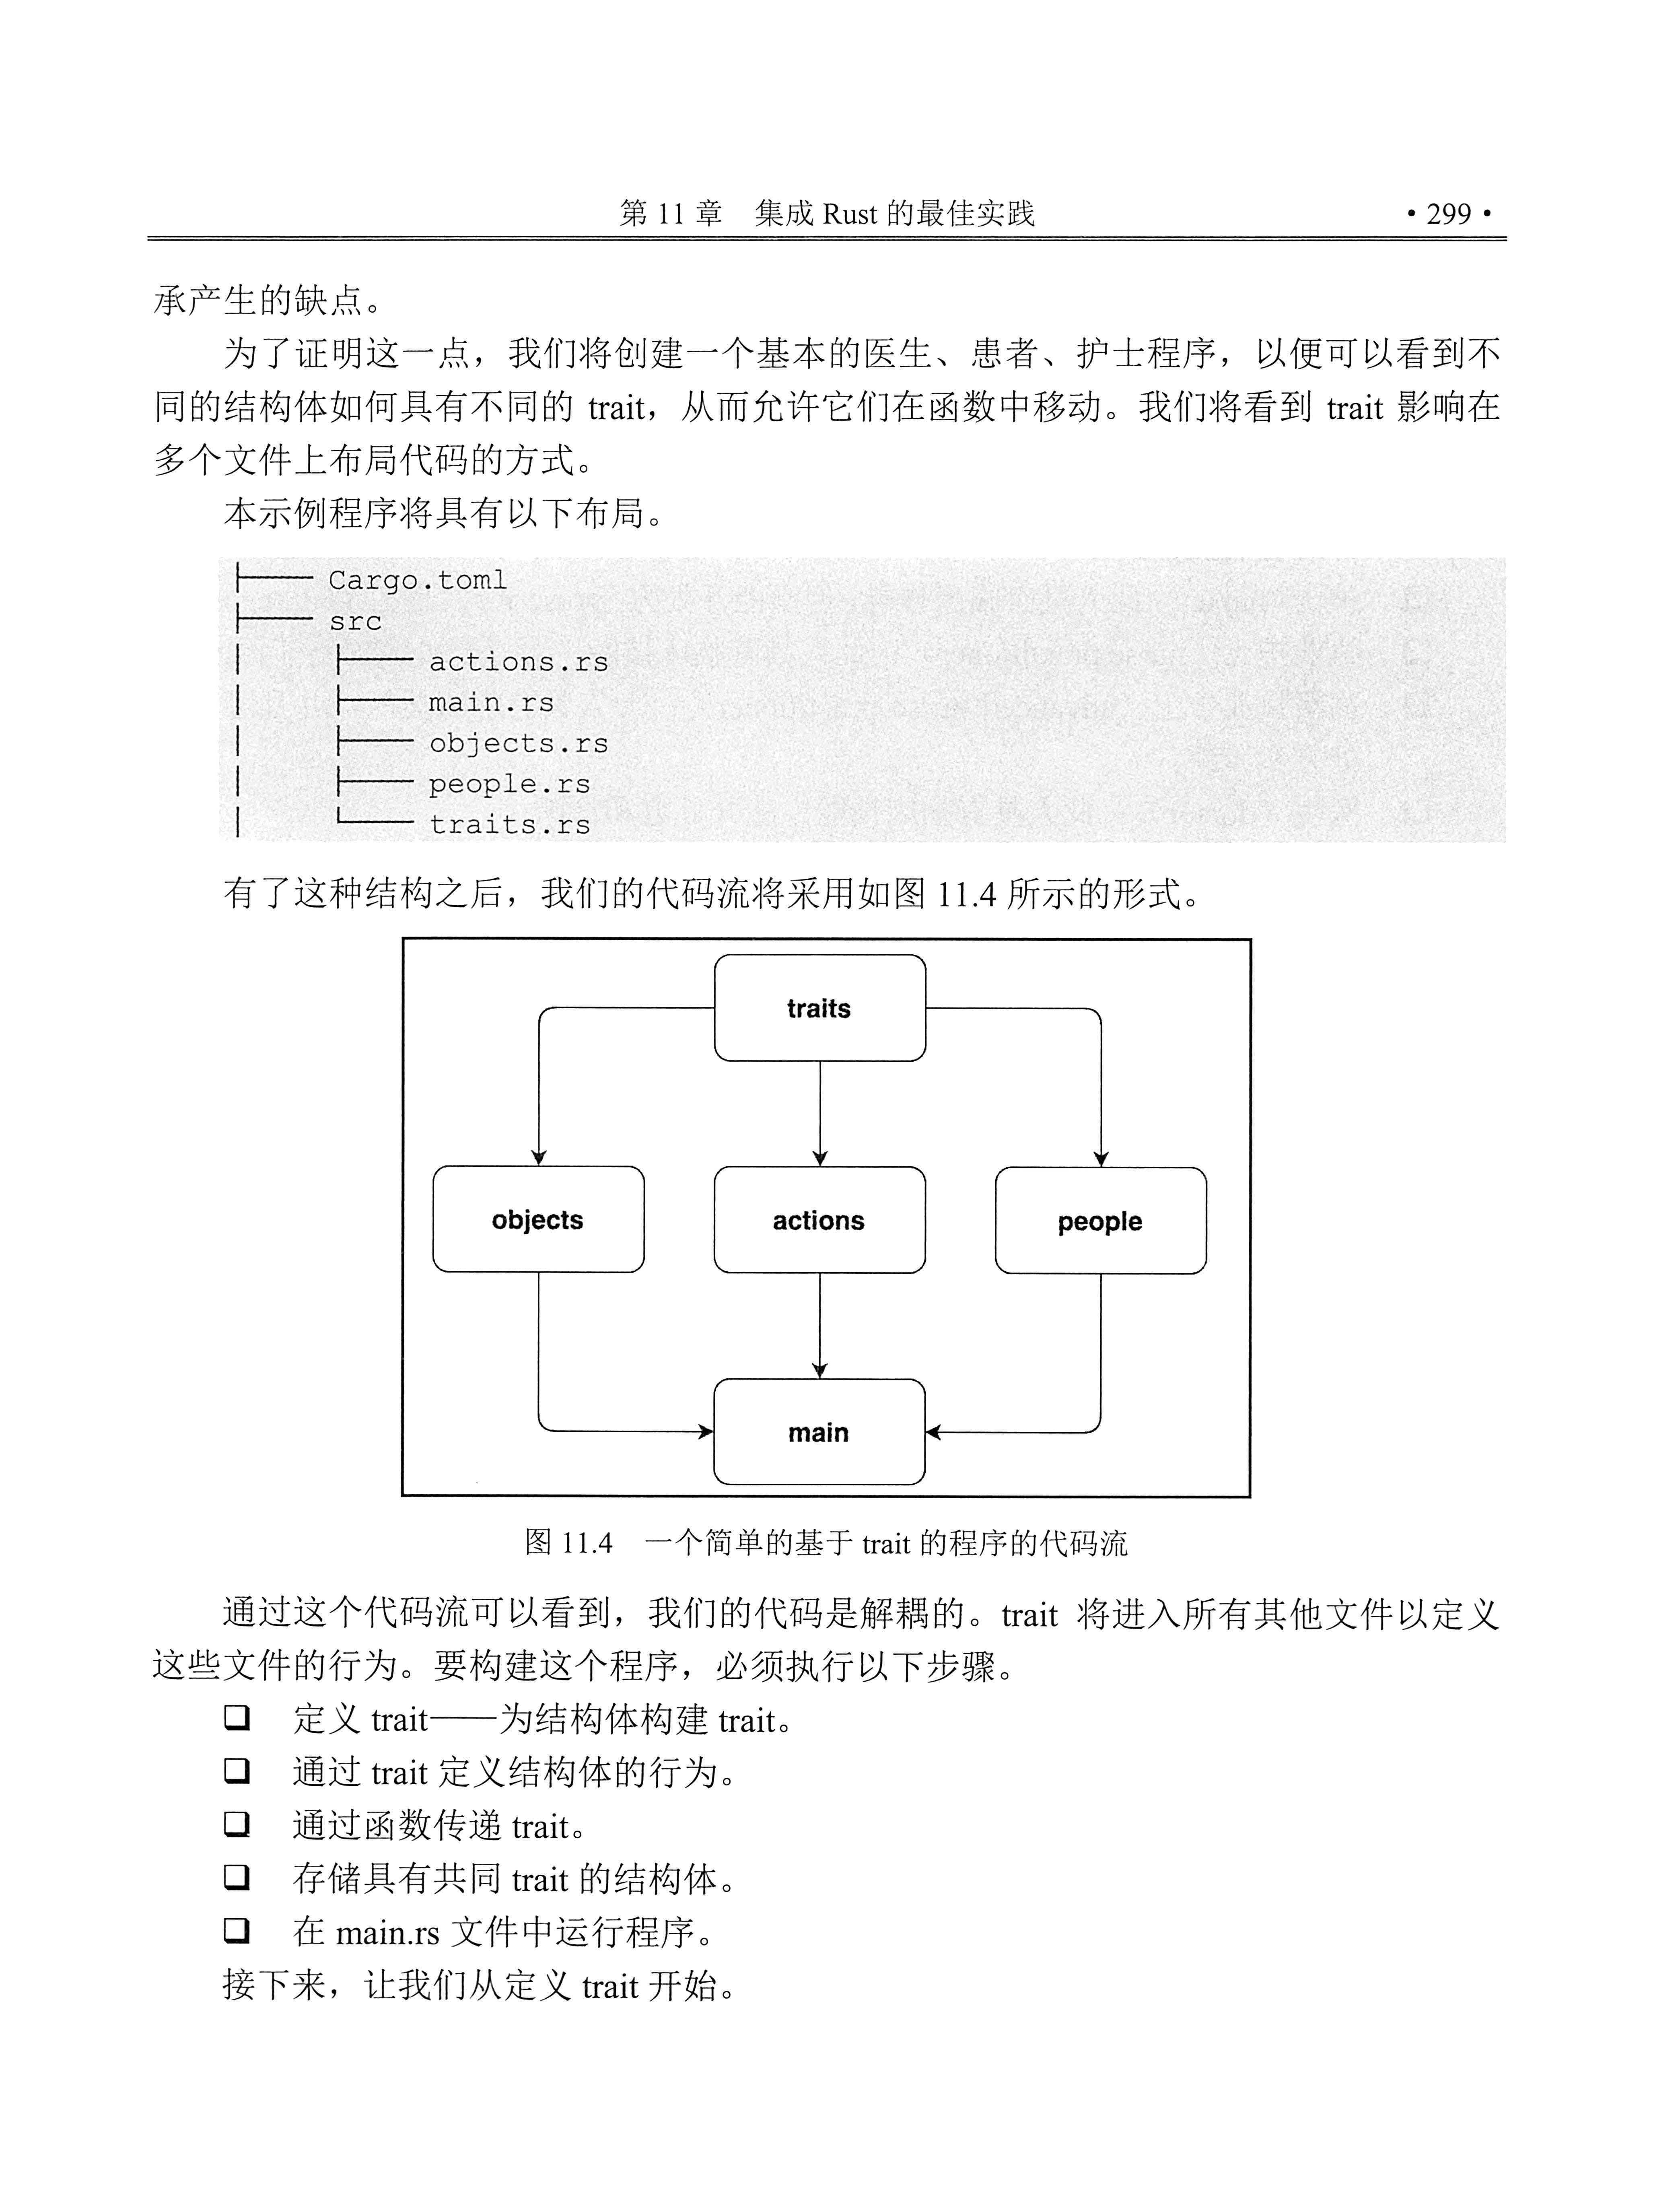 第 11 章 集成 Rust 的最佳实践 • 299 •
承产生的缺点。
为了证明这一点，我们将创建一个基本的医生、患者、护士程序，以便可以看到不
同的结构体如何具有不同的 trait，从而允许它们在函数中移动。我们将看到 trait 影响在
多个文件上布局代码的方式。
本示例程序将具有以下布局。
├── Cargo.toml
├── src
│   ├── actions.rs
│   ├── main.rs
│   ├── objects.rs
│   ├── people.rs
│   └── traits.rs
有了这种结构之后，我们的代码流将采用如图 11.4 所示的形式。
traits
objects actions people
main
图 11.4 一个简单的基于 trait 的程序的代码流
通过这个代码流可以看到，我们的代码是解耦的。trait 将进入所有其他文件以定义
这些文件的行为。要构建这个程序，必须执行以下步骤。
❑ 定义 trait——为结构体构建 trait。
❑ 通过 trait 定义结构体的行为。
❑ 通过函数传递 trait。
❑ 存储具有共同 trait 的结构体。
❑ 在 main.rs 文件中运行程序。
接下来，让我们从定义 trait 开始。